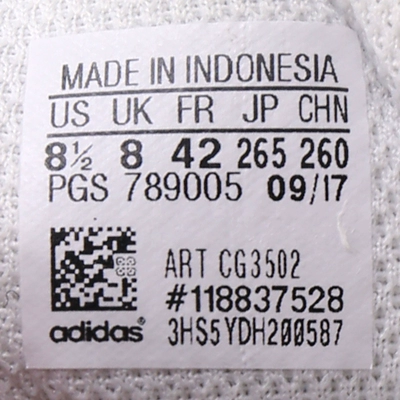 MADE IN INDONESIA
US UK FR JP CHN
8½ 8 42 265 260
PGS 789005 09/17
ART CG3502
#118837528
adidas® 3HS5YDH200587